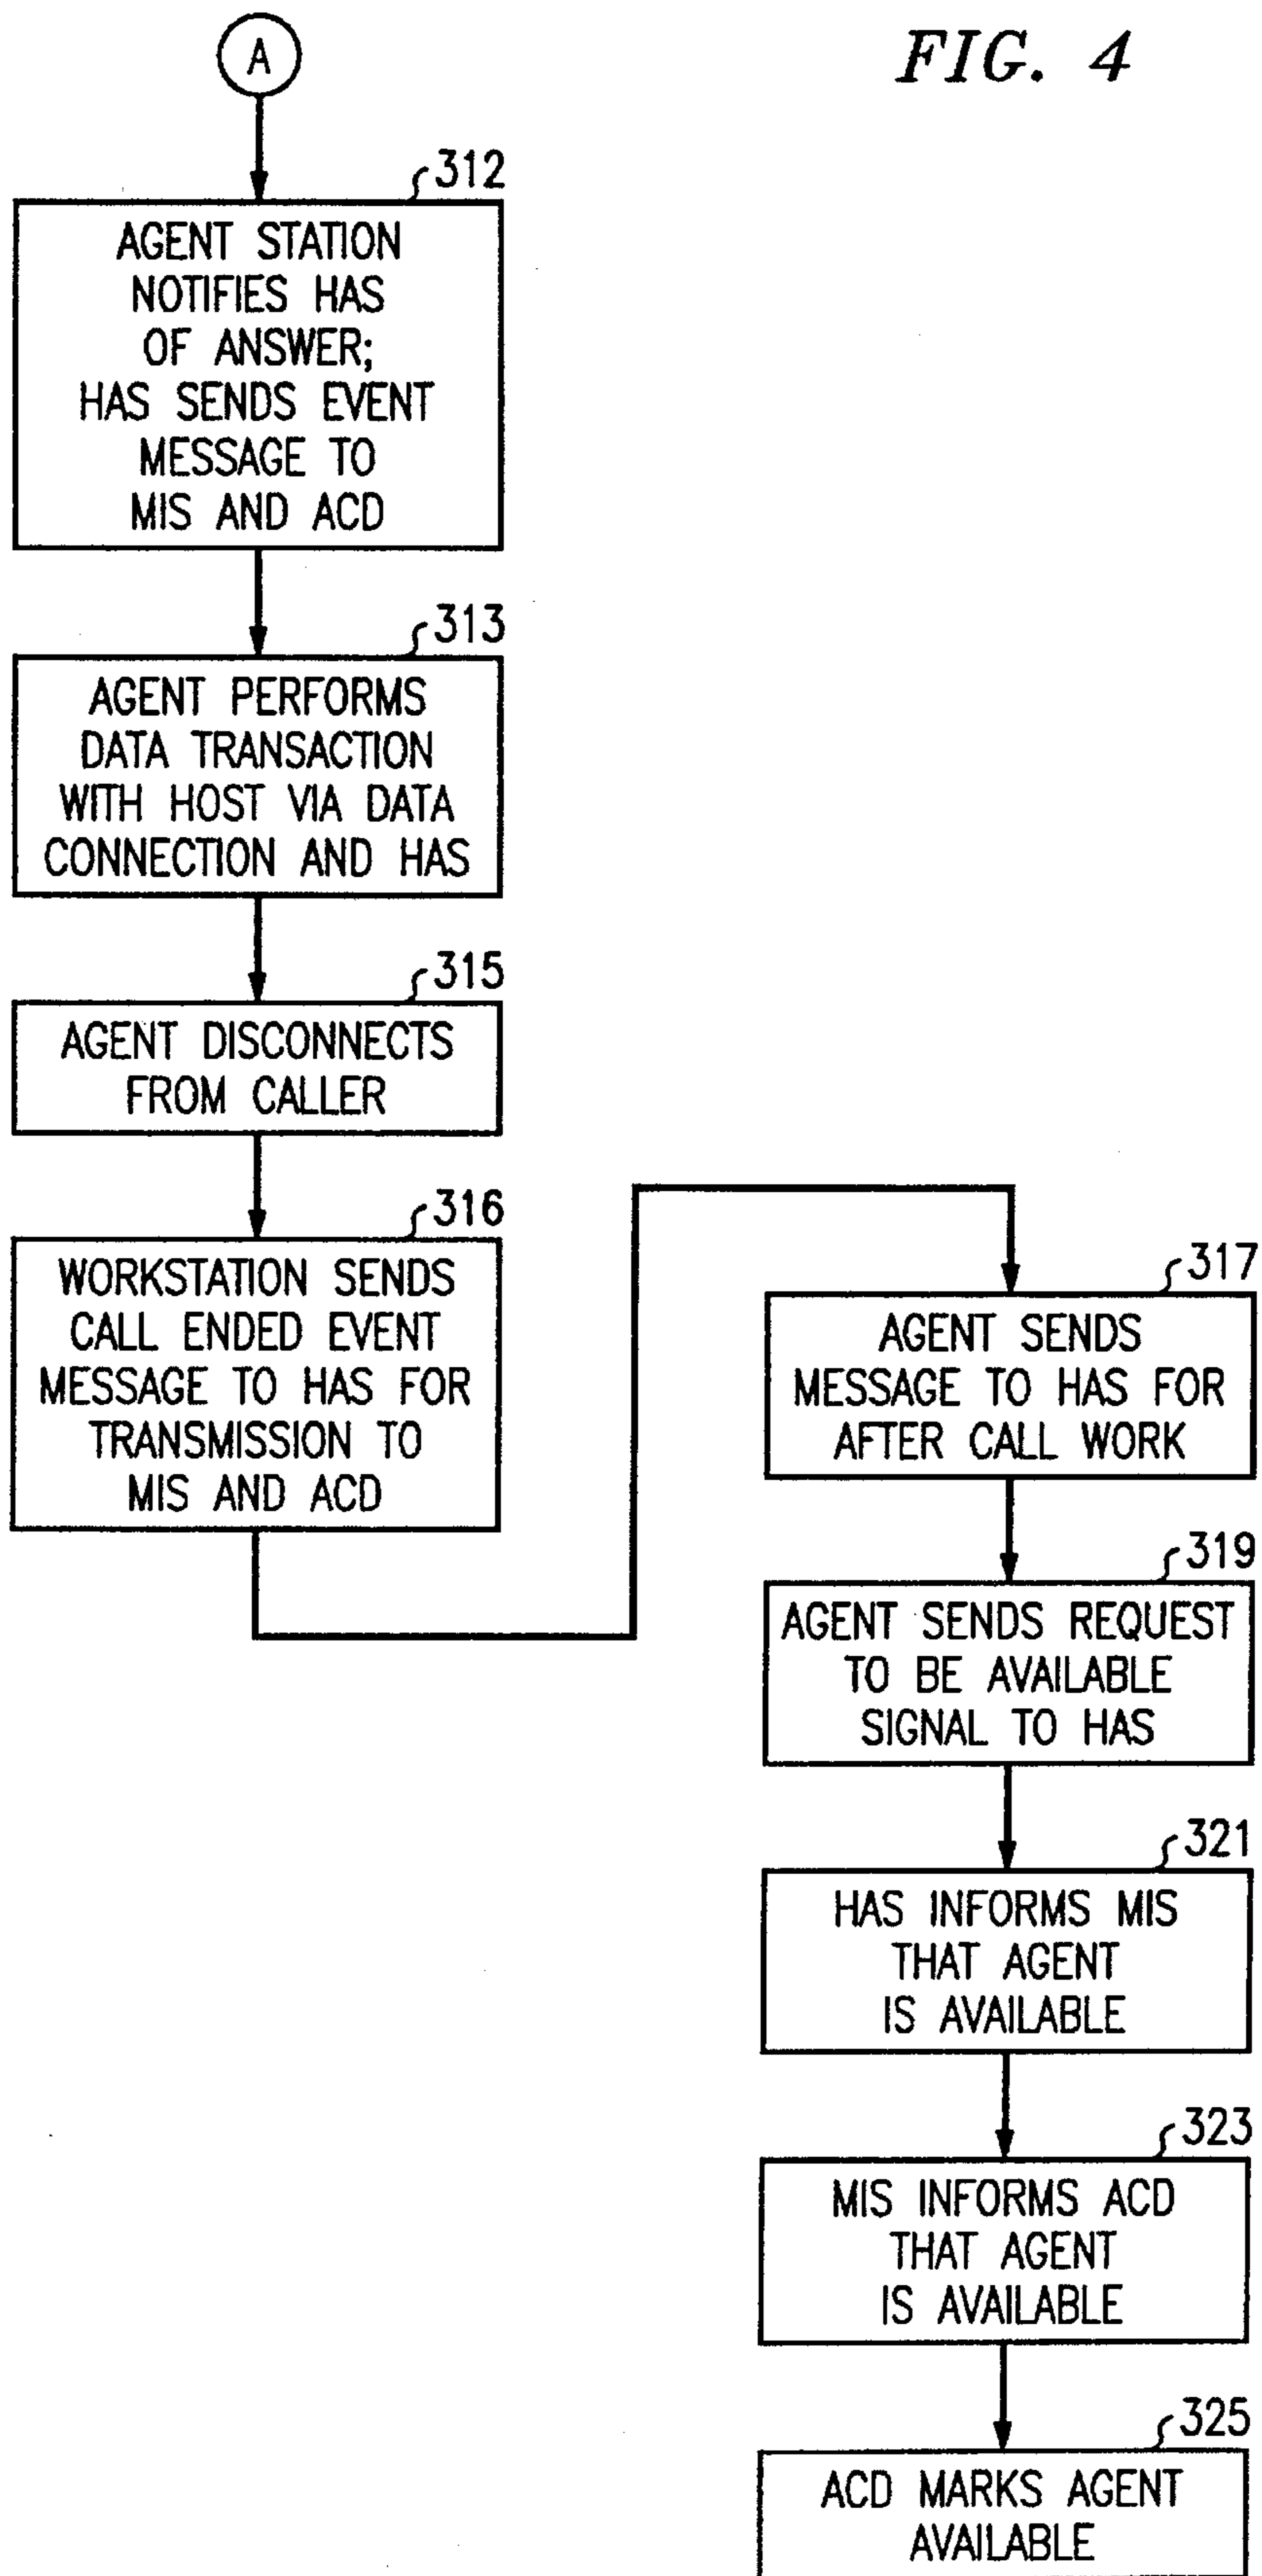 FIG. 4
A
312
AGENT STATION
NOTIFIES HAS
OF ANSWER;
HAS SENDS EVENT
MESSAGE TO
MIS AND ACD
313
AGENT PERFORMS
DATA TRANSACTION
WITH HOST VIA DATA
CONNECTION AND HAS
315
AGENT DISCONNECTS
FROM CALLER
316
WORKSTATION SENDS
CALL ENDED EVENT
MESSAGE TO HAS FOR
TRANSMISSION TO
MIS AND ACD
317
AGENT SENDS
MESSAGE TO HAS FOR
AFTER CALL WORK
319
AGENT SENDS REQUEST
TO BE AVAILABLE
SIGNAL TO HAS
321
HAS INFORMS MIS
THAT AGENT
IS AVAILABLE
323
MIS INFORMS ACD
THAT AGENT
IS AVAILABLE
325
ACD MARKS AGENT
AVAILABLE